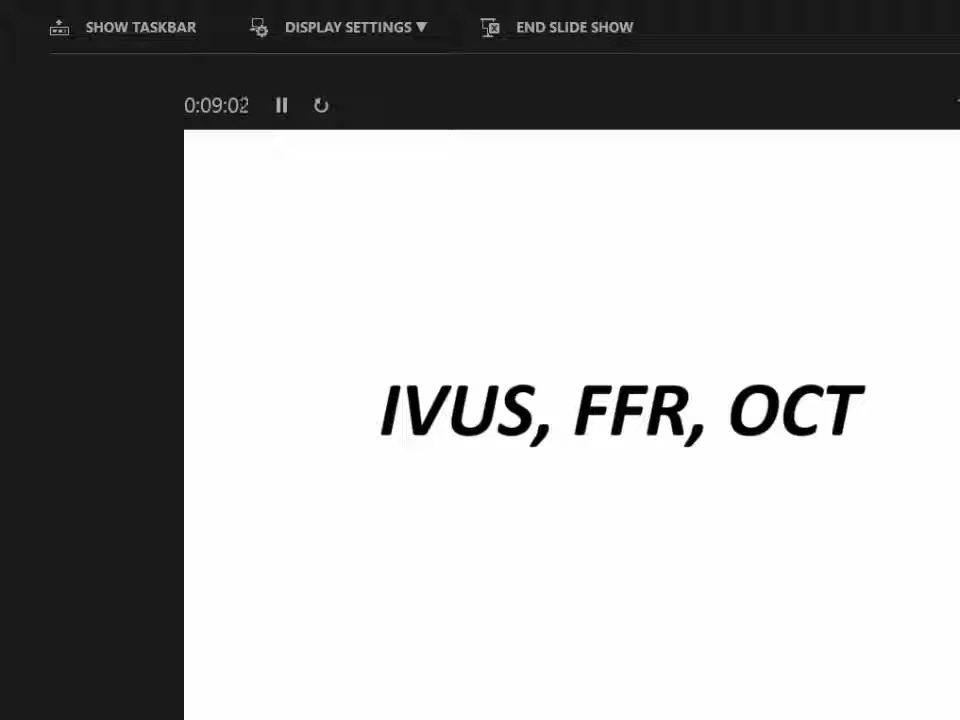 SHOW TASKBAR DISPLAY SETTINGS ▼ END SLIDE SHOW
0:09:02
IVUS, FFR, OCT